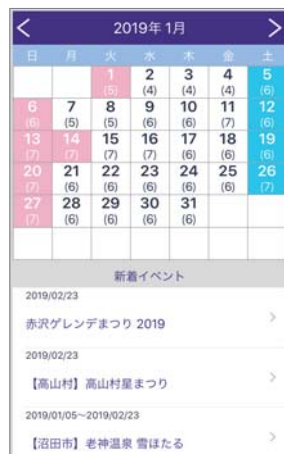 2019年1月
日 月 火 水 木 金 土
1 2 3 4 5
(5) (4) (4) (4) (6)
6 7 8 9 10 11 12
(6) (5) (5) (6) (6) (7) (6)
13 14 15 16 17 18 19
(7) (7) (7) (7) (6) (6) (6)
20 21 22 23 24 25 26
(7) (6) (6) (6) (6) (6) (7)
27 28 29 30 31
(7) (6) (6) (6) (6)
新着イベント
2019/02/23
赤沢ゲレンデまつり 2019
2019/02/23
【高山村】高山村星まつり
2019/01/05～2019/02/23
【沼田市】老神温泉 雪ほたる